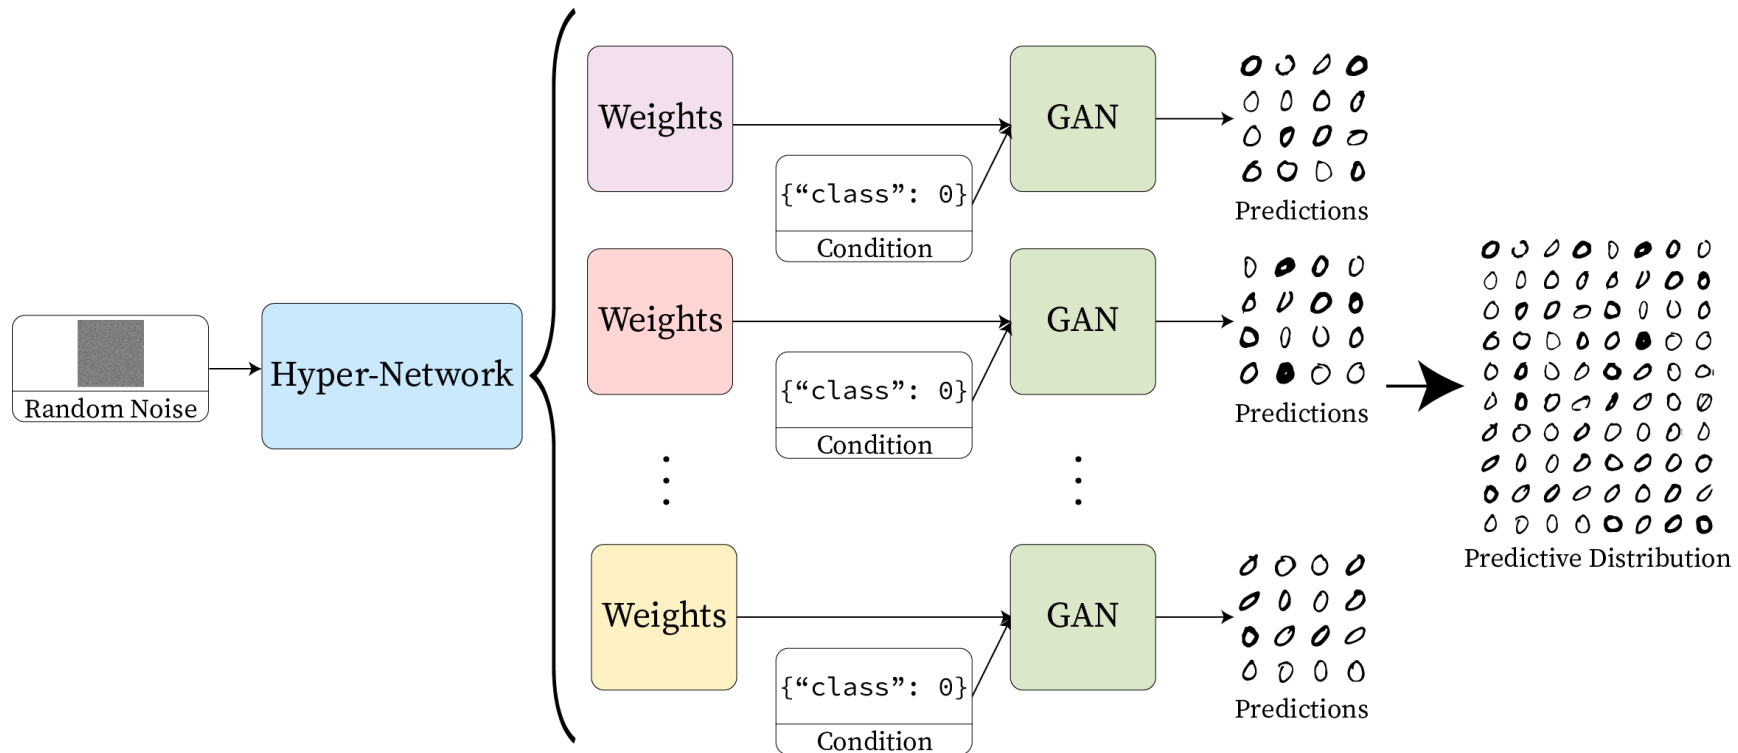 Random Noise
Hyper-Network
Weights
{“class”: 0}
Condition
GAN
Predictions
Weights
{“class”: 0}
Condition
GAN
Predictions
Weights
{“class”: 0}
Condition
GAN
Predictions
Predictive Distribution